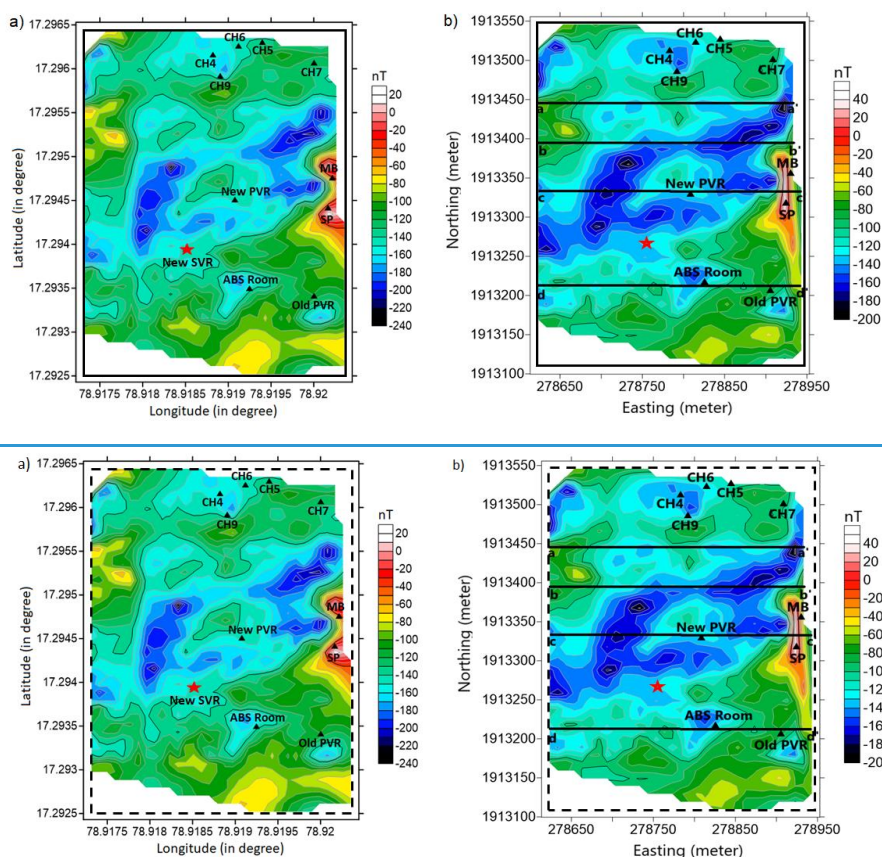 a)
17.2965
17.296
17.2955
17.295
17.2945
17.294
17.2935
17.293
17.2925
Latitude (in degree)
78.9175 78.918 78.9185 78.919 78.9195 78.92
Longitude (in degree)
CH6
CH5
CH4
CH7
CH9
MB
New PVR
SP
New SVR
ABS Room
Old PVR
nT
20
0
-20
-40
-60
-80
-100
-120
-140
-160
-180
-200
-220
-240
b)
1913550
1913500
1913450
1913400
1913350
1913300
1913250
1913200
1913150
1913100
Northing (meter)
278650 278750 278850 278950
Easting (meter)
CH6
CH5
CH4
CH7
CH9
a a'
b b'
MB
New PVR
c c
SP
ABS Room
d d'
Old PVR
nT
40
20
0
-20
-40
-60
-80
-100
-120
-140
-160
-180
-200
a)
17.2965
17.296
17.2955
17.295
17.2945
17.294
17.2935
17.293
17.2925
Latitude (in degree)
78.9175 78.918 78.9185 78.919 78.9195 78.92
Longitude (in degree)
CH6
CH5
CH4
CH7
CH9
MB
New PVR
SP
New SVR
ABS Room
Old PVR
nT
20
0
-20
-40
-60
-80
-100
-120
-140
-160
-180
-200
-220
-240
b)
1913550
1913500
1913450
1913400
1913350
1913300
1913250
1913200
1913150
1913100
Northing (meter)
278650 278750 278850 278950
Easting (meter)
CH6
CH5
CH4
CH7
CH9
a a'
b b'
MB
New PVR
c c
SP
ABS Room
d d'
Old PVR
nT
40
20
0
-20
-40
-60
-80
-100
-120
-140
-160
-180
-20